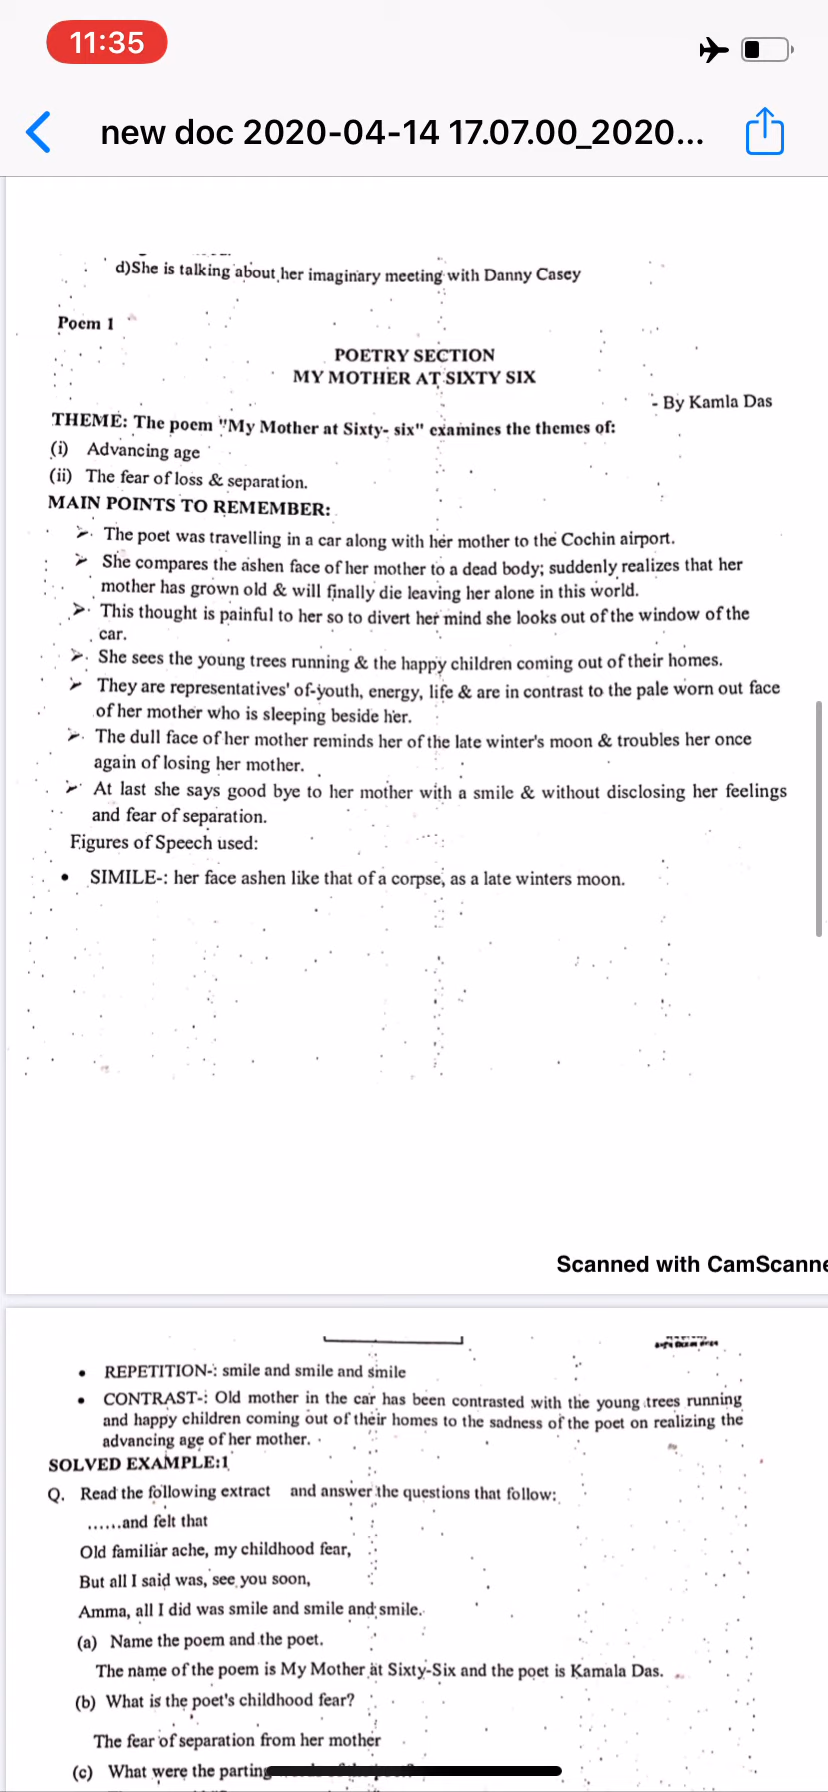 11:35
new doc 2020-04-14 17.07.00_2020...
d)She is talking about her imaginary meeting with Danny Casey
Poem 1
POETRY SECTION
MY MOTHER AT SIXTY SIX
- By Kamla Das
THEME: The poem "My Mother at Sixty- six" examines the themes of:
(i) Advancing age
(ii) The fear of loss & separation.
MAIN POINTS TO REMEMBER:
➢ The poet was travelling in a car along with her mother to the Cochin airport.
➢ She compares the ashen face of her mother to a dead body; suddenly realizes that her
mother has grown old & will finally die leaving her alone in this world.
➢ This thought is painful to her so to divert her mind she looks out of the window of the
car.
➢ She sees the young trees running & the happy children coming out of their homes.
➢ They are representatives' of-youth, energy, life & are in contrast to the pale worn out face
of her mother who is sleeping beside her.
➢ The dull face of her mother reminds her of the late winter's moon & troubles her once
again of losing her mother.
➢ At last she says good bye to her mother with a smile & without disclosing her feelings
and fear of separation.
Figures of Speech used:
• SIMILE-: her face ashen like that of a corpse, as a late winters moon.
Scanned with CamScanne
• REPETITION-: smile and smile and smile
• CONTRAST-: Old mother in the car has been contrasted with the young trees running
and happy children coming out of their homes to the sadness of the poet on realizing the
advancing age of her mother.
SOLVED EXAMPLE:1
Q. Read the following extract and answer the questions that follow:
......and felt that
Old familiar ache, my childhood fear,
But all I said was, see you soon,
Amma, all I did was smile and smile and smile.
(a) Name the poem and the poet.
The name of the poem is My Mother at Sixty-Six and the poet is Kamala Das.
(b) What is the poet's childhood fear?
The fear of separation from her mother
(c) What were the parting